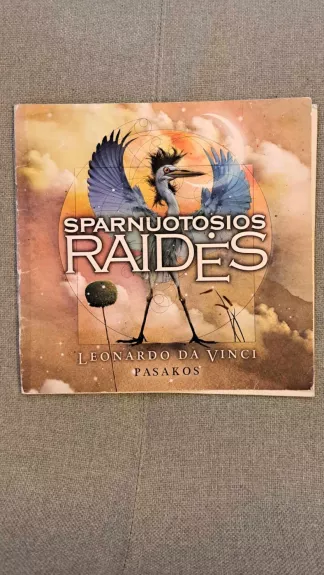 SPARNUOTOSIOS
RAIDĖS
LEONARDO DA VINCI
PASAKOS